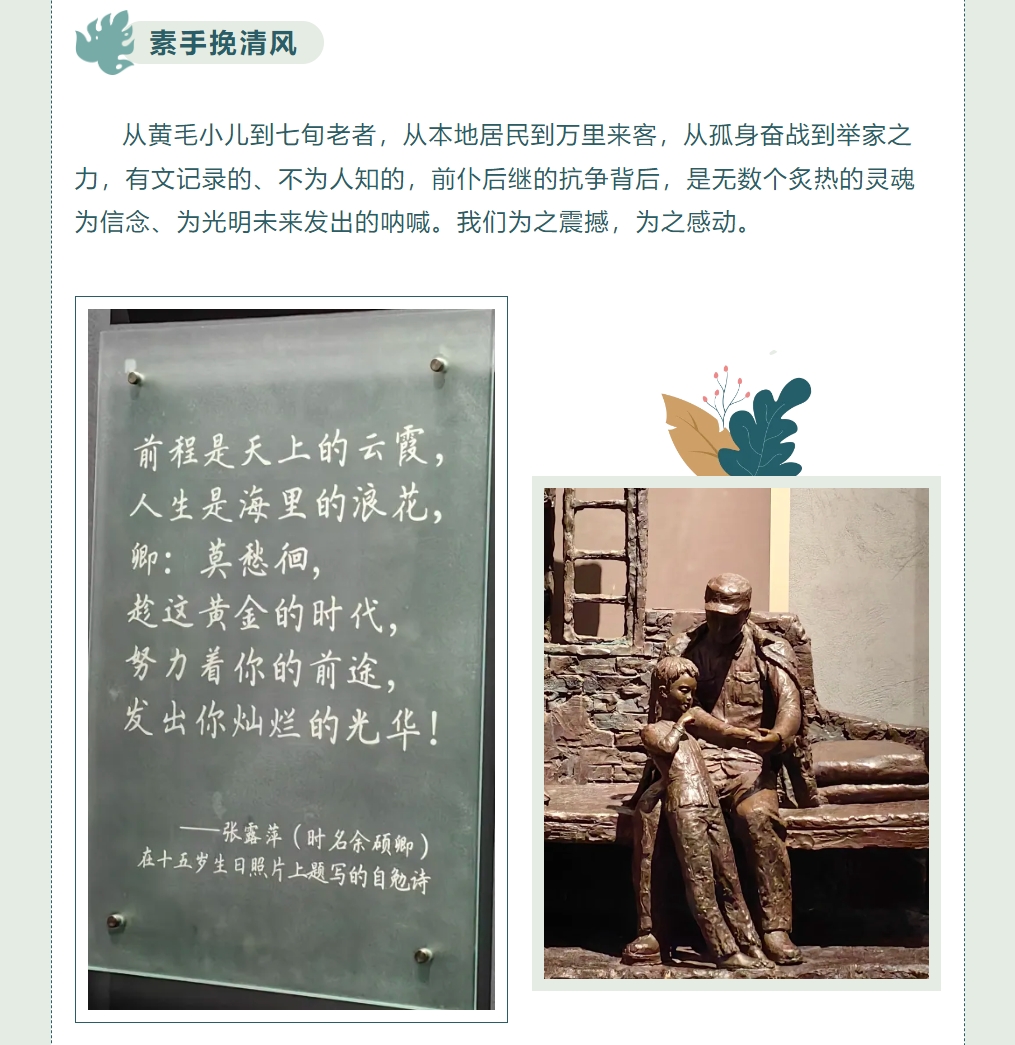 素手挽清风
从黄毛小儿到七旬老者，从本地居民到万里来客，从孤身奋战到举家之
力，有文记录的、不为人知的，前仆后继的抗争背后，是无数个炙热的灵魂
为信念、为光明未来发出的呐喊。我们为之震撼，为之感动。
前程是天上的云霞，
人生是海里的浪花，
卿：莫愁徊，
趁这黄金的时代，
努力着你的前途，
发出你灿烂的光华！
——张露萍（时名余硕卿）
在十五岁生日照片上题写的自勉诗